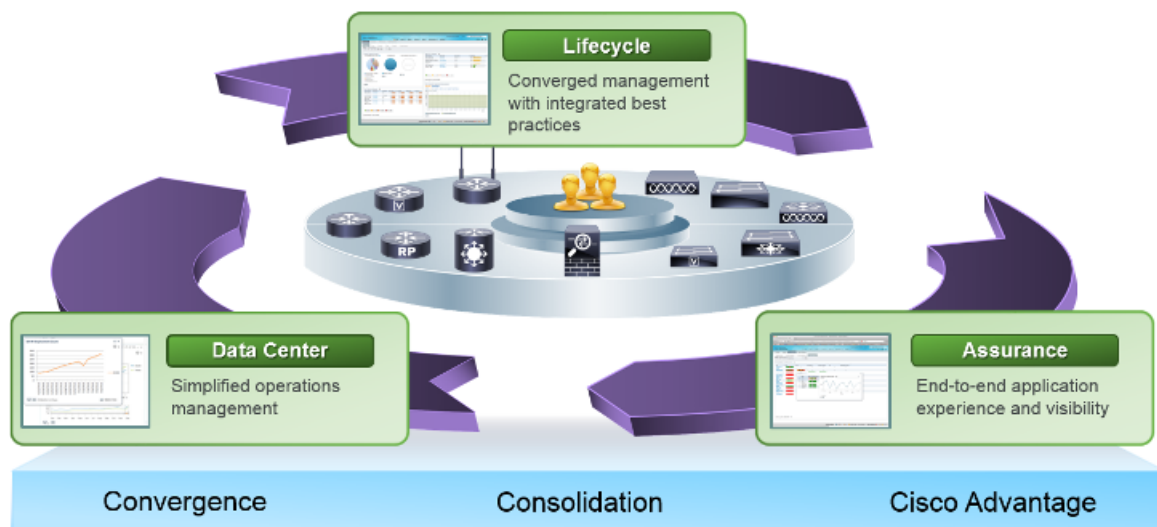 Lifecycle
Converged management
with integrated best
practices
V
RP
V
Data Center
Simplified operations
management
Assurance
End-to-end application
experience and visibility
Convergence
Consolidation
Cisco Advantage